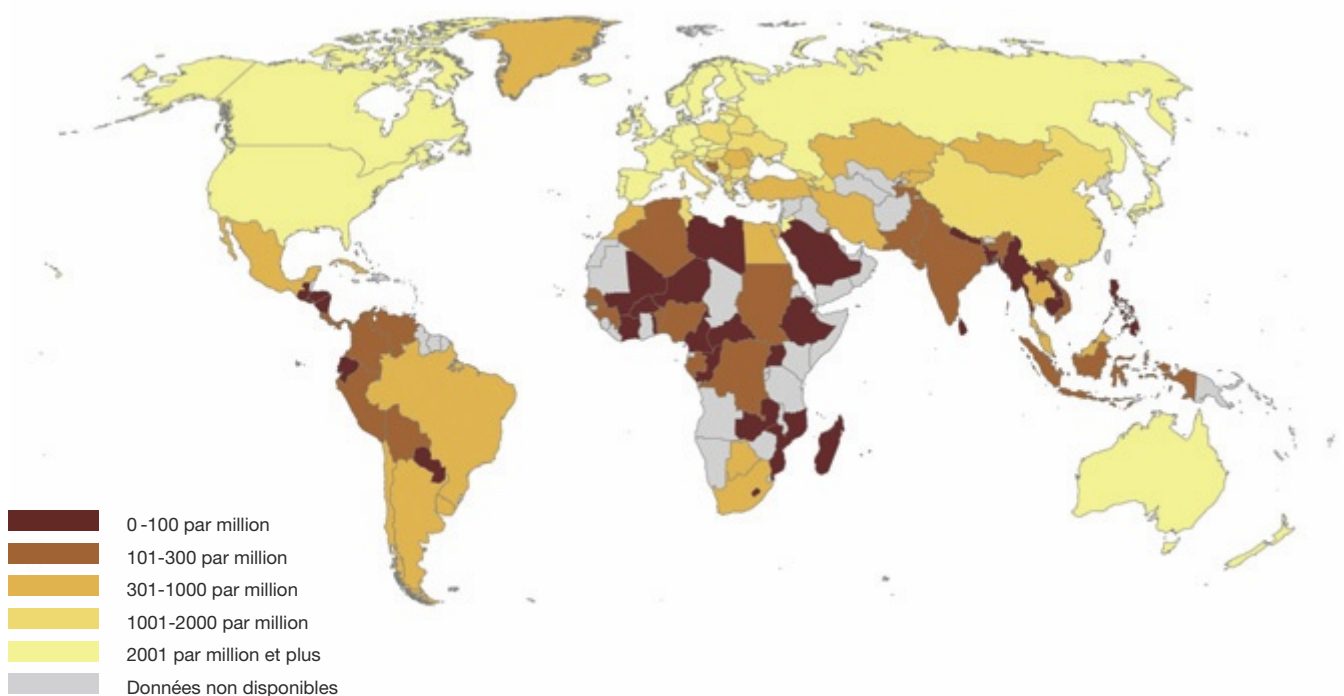 0 -100 par million
101-300 par million
301-1000 par million
1001-2000 par million
2001 par million et plus
Données non disponibles